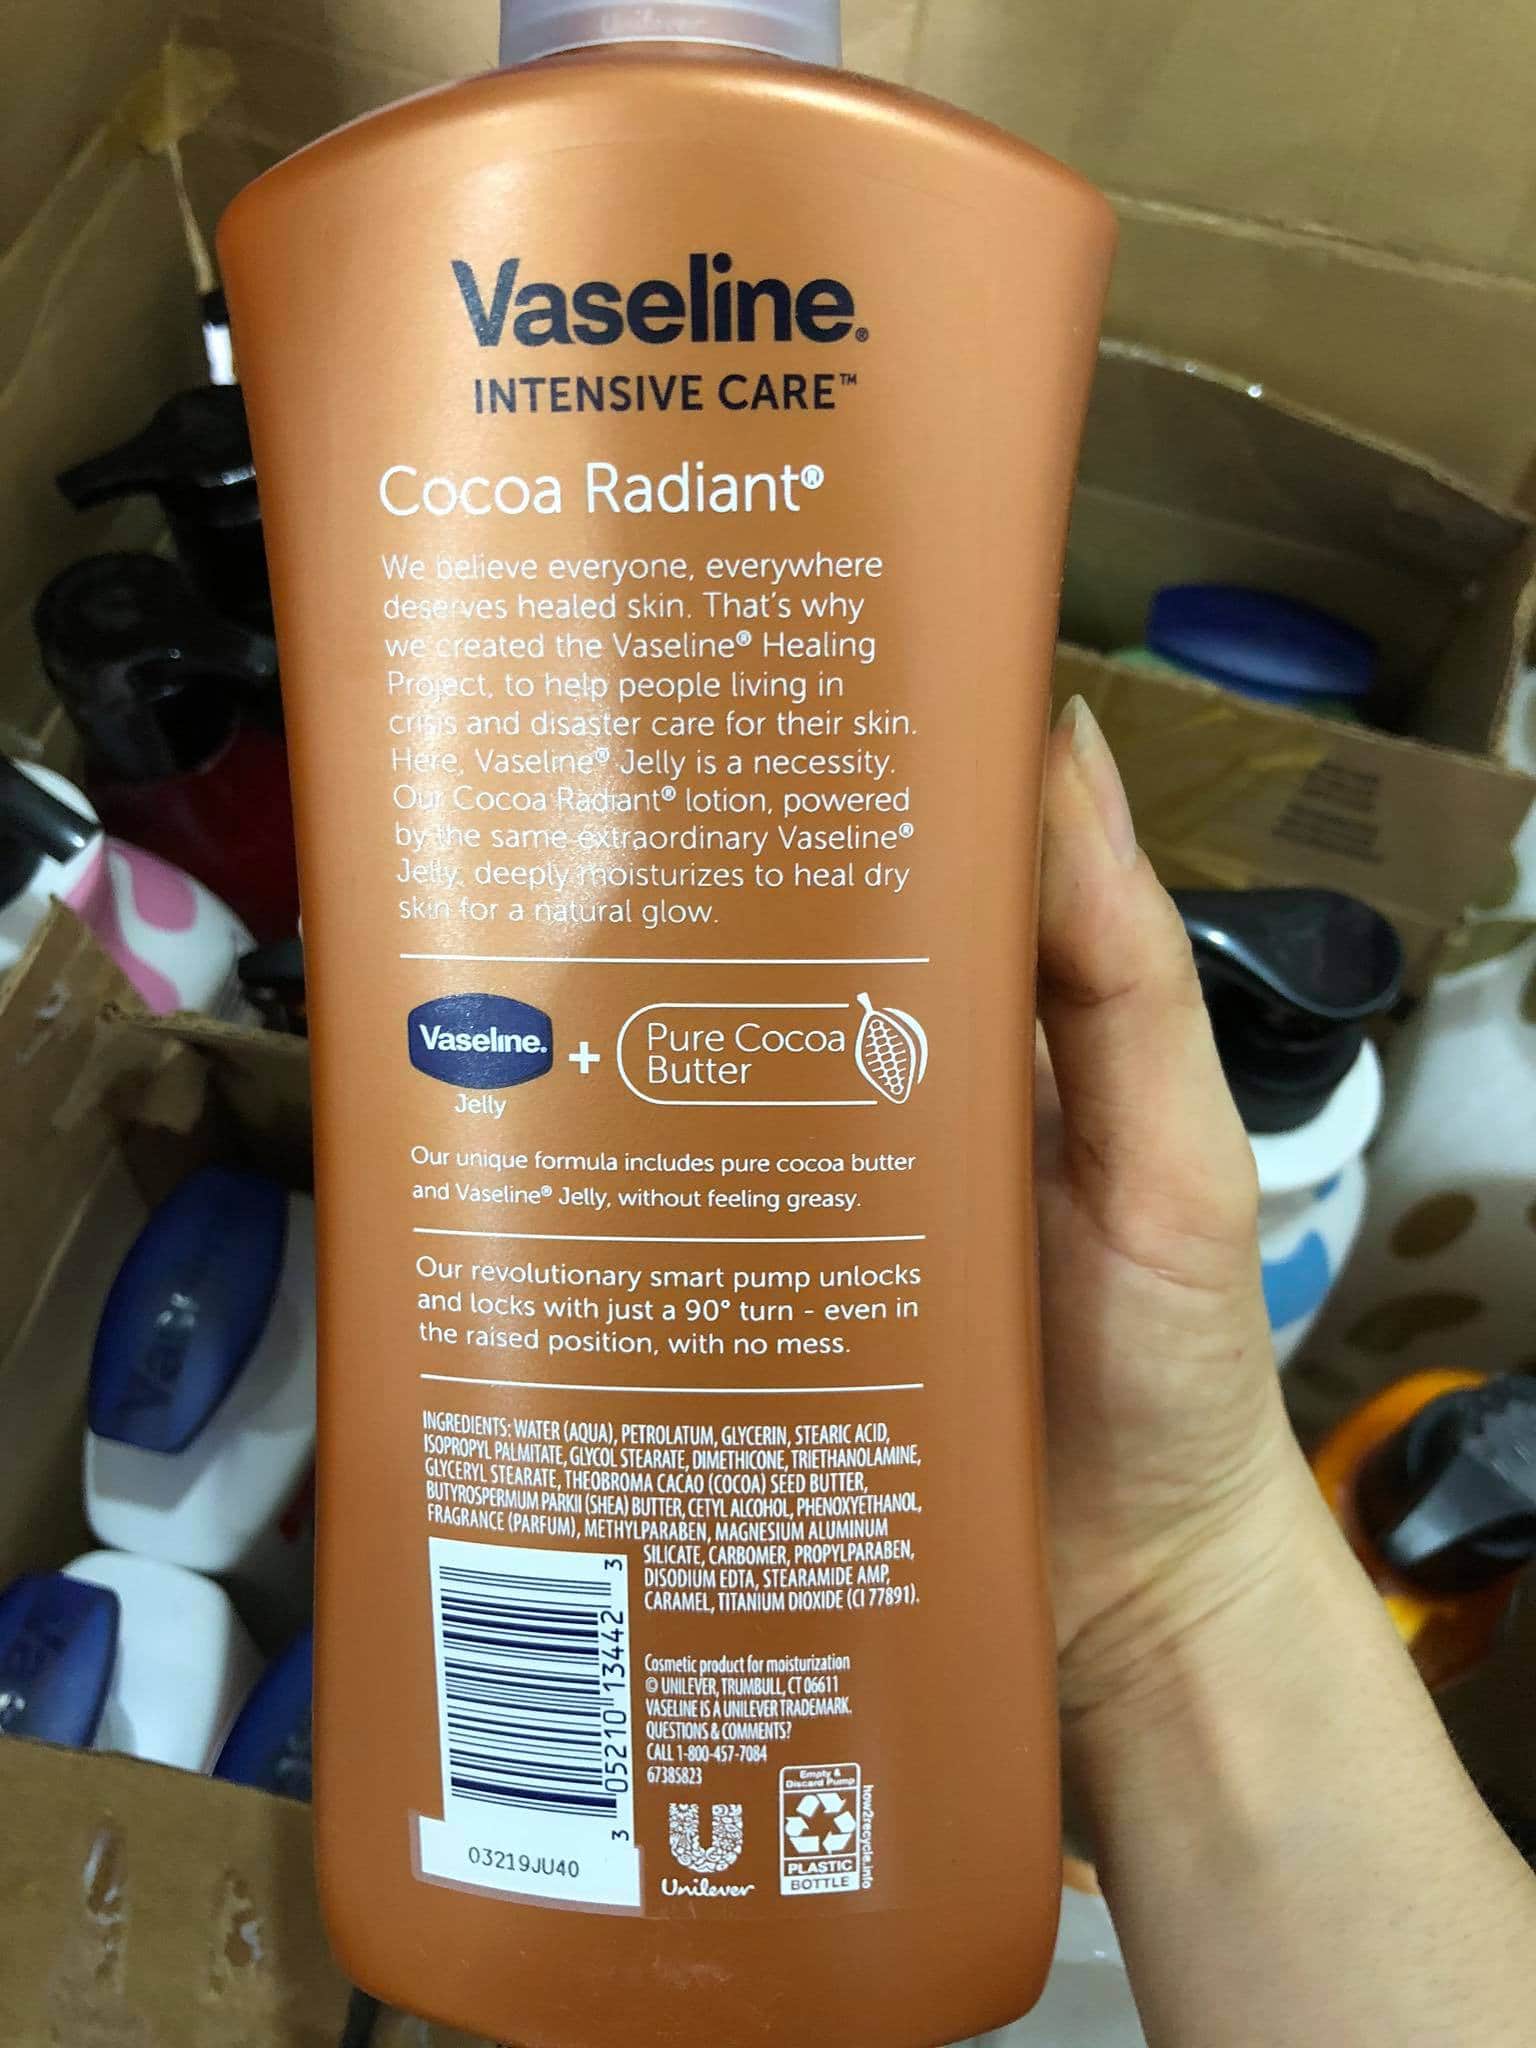 Unilever
Vaseline®
INTENSIVE CARE™
Cocoa Radiant®
We believe everyone, everywhere
deserves healed skin. That's why
we created the Vaseline® Healing
Project, to help people living in
crisis and disaster care for their skin.
Here, Vaseline® Jelly is a necessity.
Our Cocoa Radiant® lotion, powered
by the same extraordinary Vaseline®
Jelly, deeply moisturizes to heal dry
skin for a natural glow.
Vaseline. + Pure Cocoa
Butter
Jelly
Our unique formula includes pure cocoa butter
and Vaseline® Jelly, without feeling greasy.
Our revolutionary smart pump unlocks
and locks with just a 90° turn - even in
the raised position, with no mess.
INGREDIENTS: WATER (AQUA), PETROLATUM, GLYCERIN, STEARIC ACID,
ISOPROPYL PALMITATE, GLYCOL STEARATE, DIMETHICONE, TRIETHANOLAMINE,
GLYCERYL STEARATE, THEOBROMA CACAO (COCOA) SEED BUTTER,
BUTYROSPERMUM PARKII (SHEA) BUTTER, CETYL ALCOHOL, PHENOXYETHANOL,
FRAGRANCE (PARFUM), METHYLPARABEN, MAGNESIUM ALUMINUM
SILICATE, CARBOMER, PROPYLPARABEN,
DISODIUM EDTA, STEARAMIDE AMP,
CARAMEL, TITANIUM DIOXIDE (CI 77891).
3 05210 13442 3
03219JU40
Cosmetic product for moisturization
© UNILEVER, TRUMBULL, CT 06611
VASELINE IS A UNILEVER TRADEMARK.
QUESTIONS & COMMENTS?
CALL 1-800-457-7084
67385823
Unilever
Empty &
Discard Pump
PLASTIC
BOTTLE
how2recycle.info